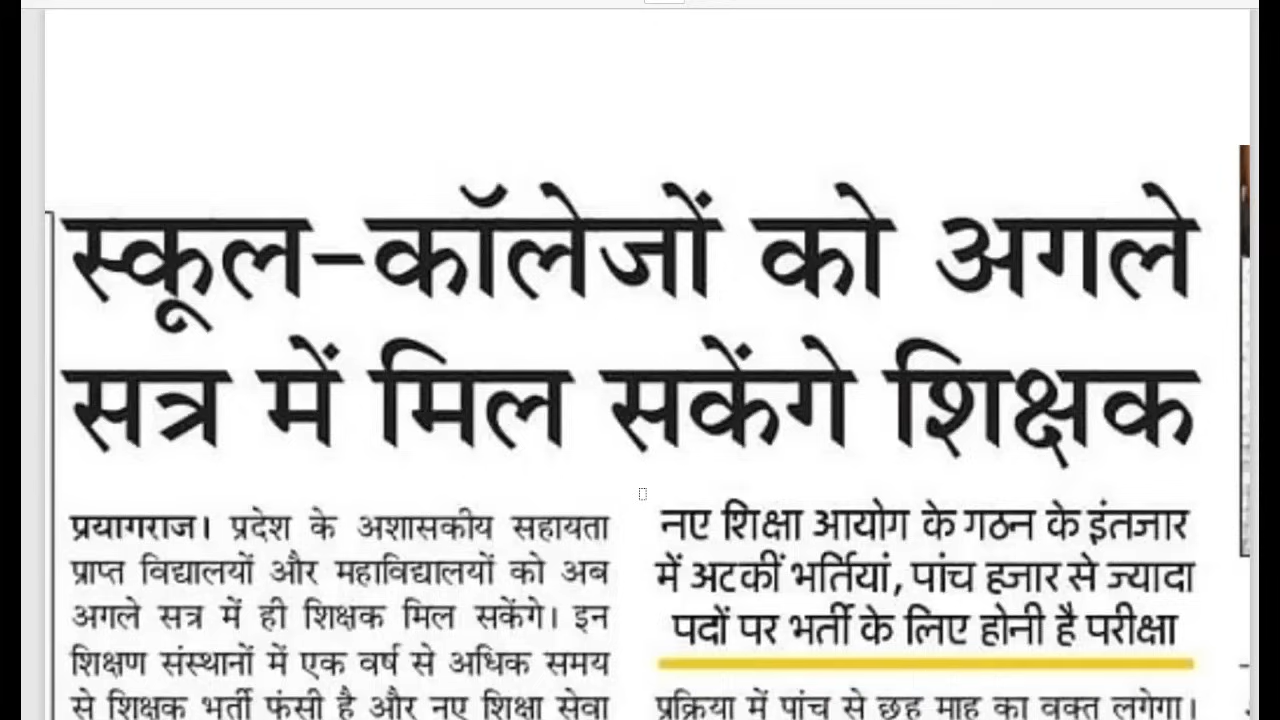 स्कूल-कॉलेजों को अगले
सत्र में मिल सकेंगे शिक्षक
प्रयागराज। प्रदेश के अशासकीय सहायता
प्राप्त विद्यालयों और महाविद्यालयों को अब
अगले सत्र में ही शिक्षक मिल सकेंगे। इन
शिक्षण संस्थानों में एक वर्ष से अधिक समय
से शिक्षक भर्ती फंसी है और नए शिक्षा सेवा
नए शिक्षा आयोग के गठन के इंतजार
में अटकीं भर्तियां, पांच हजार से ज्यादा
पदों पर भर्ती के लिए होनी है परीक्षा
प्रक्रिया में पांच से छह माह का वक्त लगेगा।